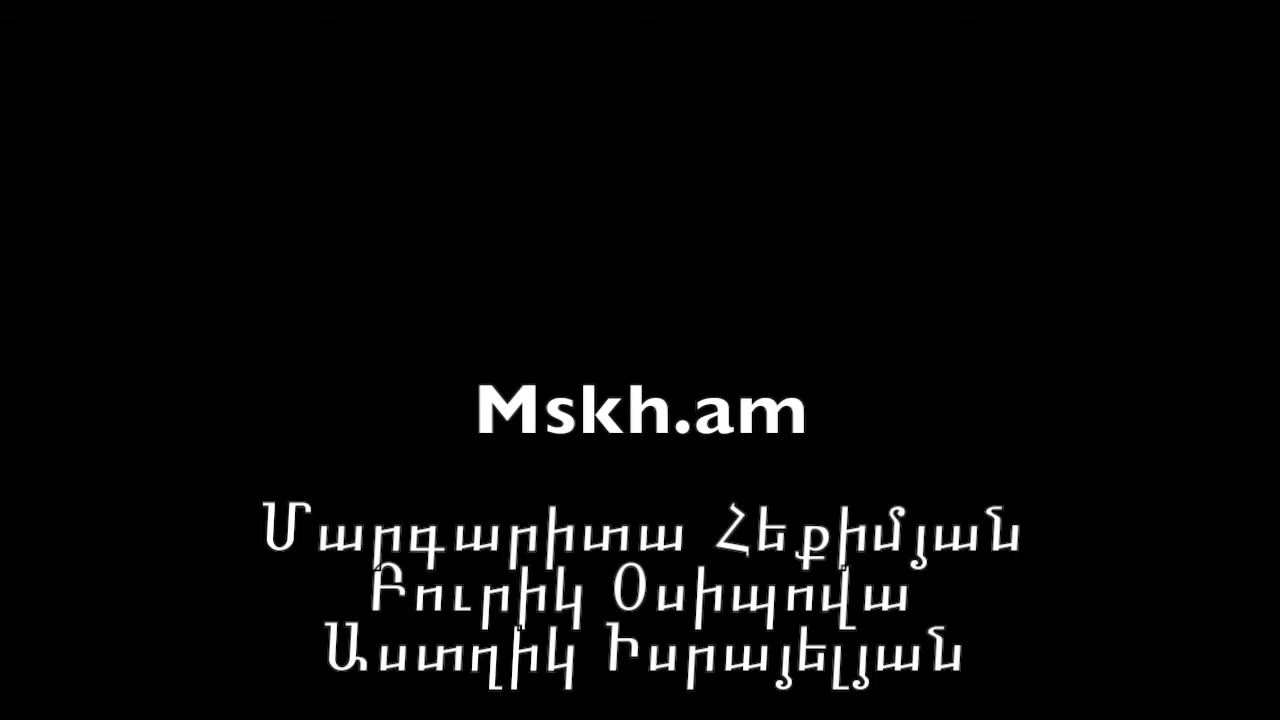 Mskh.am
Մարգարիտա Հեքիմյան
Բուրիկ Օսիպովա
Աստղիկ Իսրայելյան